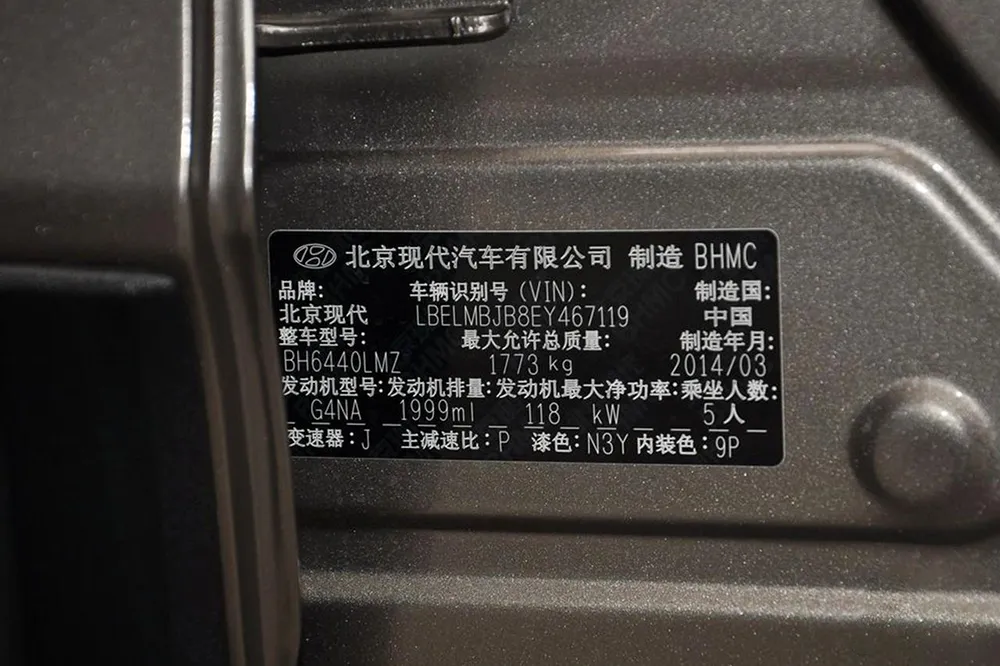 北京现代汽车有限公司 制造 BHMC
品牌: 车辆识别号(VIN): 制造国:
北京现代 LBELMBJB8EY467119 中国
整车型号: 最大允许总质量: 制造年月:
BH6440LMZ 1773 kg 2014/03
发动机型号: 发动机排量: 发动机最大净功率: 乘坐人数:
G4NA 1999ml 118 kW 5人
变速器: J 主减速比: P 漆色: N3Y 内装色: 9P